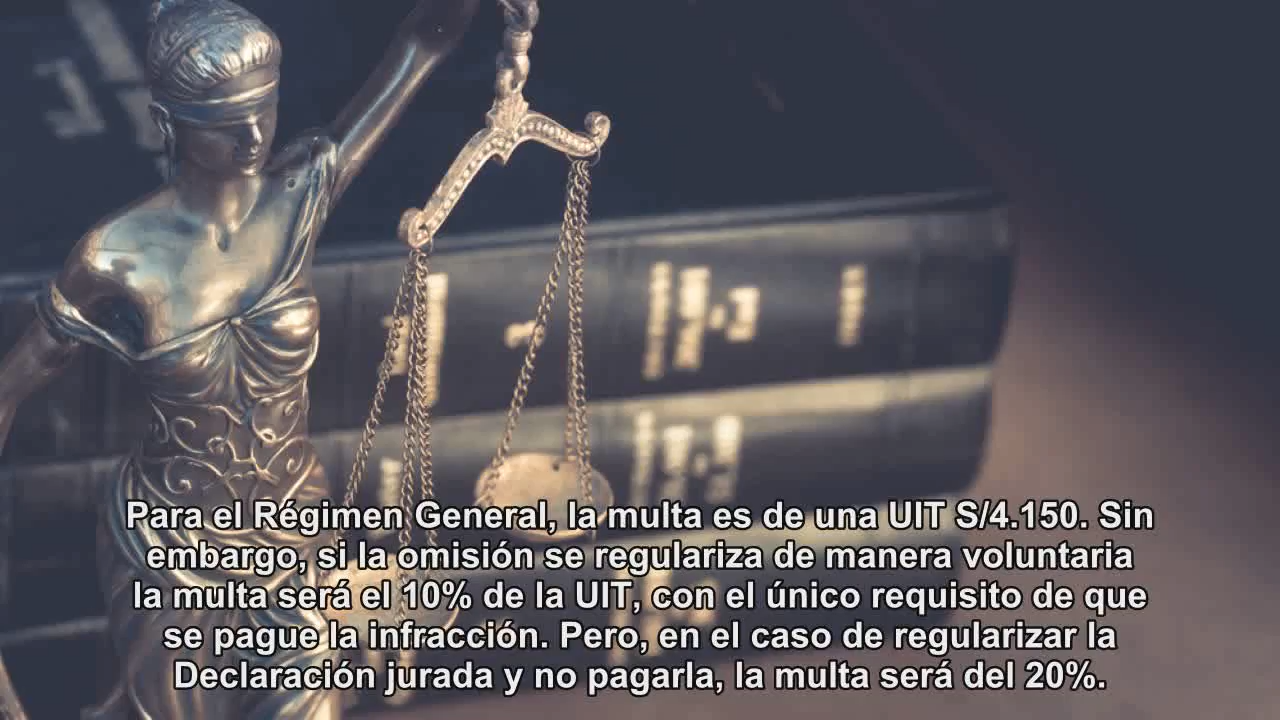 Para el Régimen General, la multa es de una UIT S/4.150. Sin
embargo, si la omisión se regulariza de manera voluntaria
la multa será el 10% de la UIT, con el único requisito de que
se pague la infracción. Pero, en el caso de regularizar la
Declaración jurada y no pagarla, la multa será del 20%.